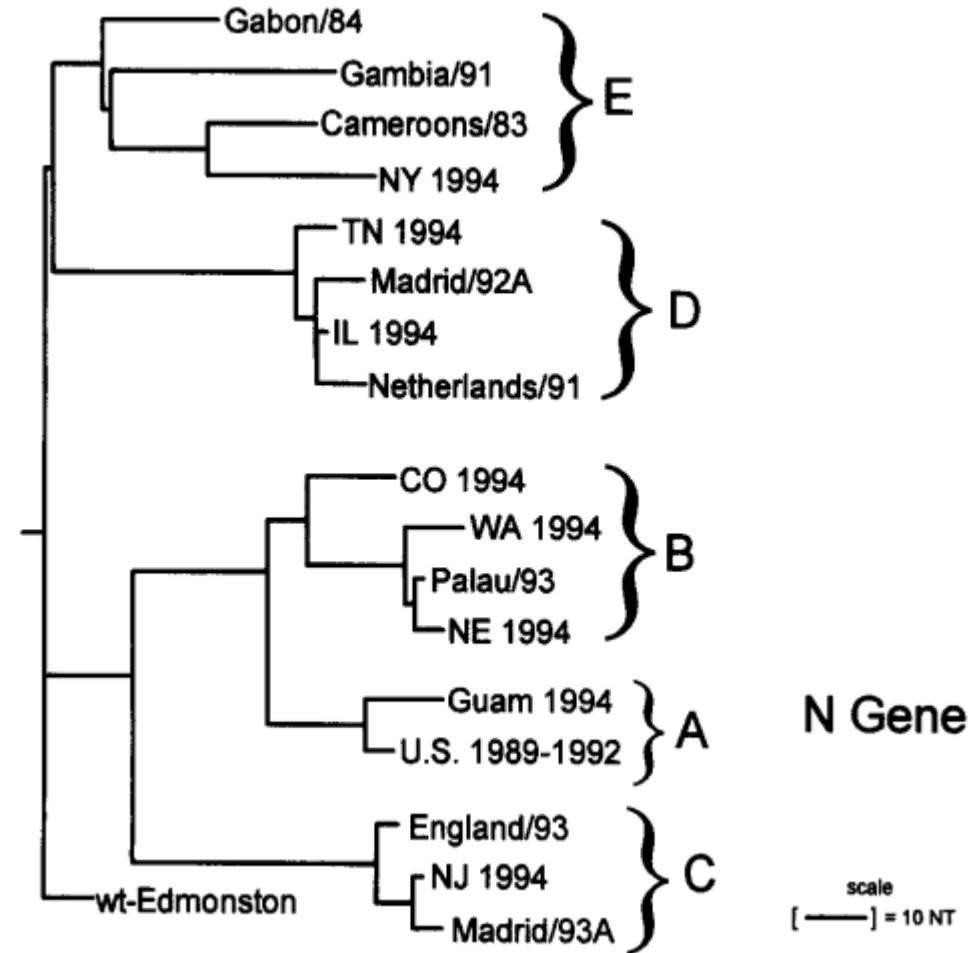 Gabon/84
Gambia/91
E
Cameroons/83
NY 1994
TN 1994
Madrid/92A
D
IL 1994
Netherlands/91
CO 1994
WA 1994
B
Palau/93
NE 1994
Guam 1994
A
N Gene
U.S. 1989-1992
England/93
NJ 1994
C
scale
wt-Edmonston
[ ] = 10 NT
Madrid/93A